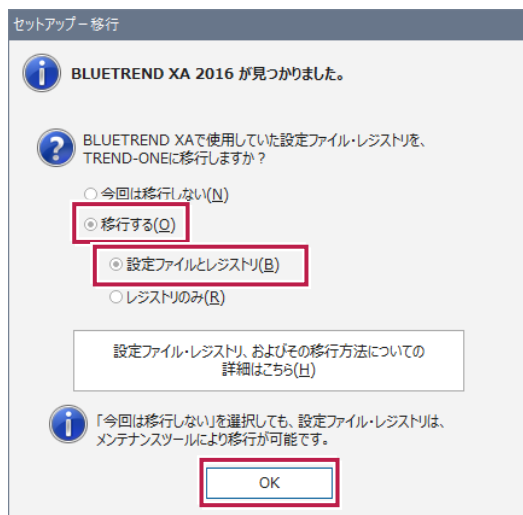 セットアップ - 移行
BLUETREND XA 2016 が見つかりました。
BLUETREND XAで使用していた設定ファイル・レジストリを、
TREND-ONEに移行しますか？
今回は移行しない(N)
移行する(O)
設定ファイルとレジストリ(B)
レジストリのみ(R)
設定ファイル・レジストリ、およびその移行方法についての
詳細はこちら(H)
「今回は移行しない」を選択しても、設定ファイル・レジストリは、
メンテナンスツールにより移行が可能です。
OK